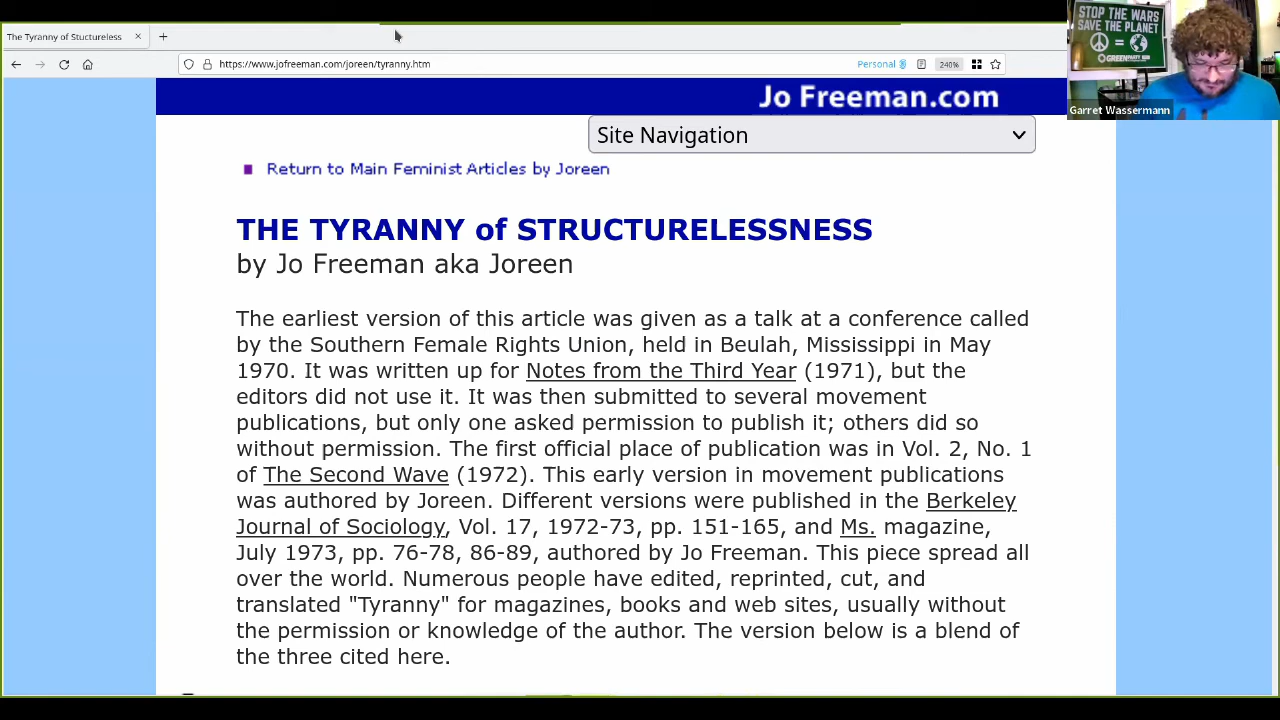 The Tyranny of Stuctureless
https://www.jofreeman.com/joreen/tyranny.htm
Personal
240%
STOP THE WARS
SAVE THE PLANET
=
GREENPARTY
Garret Wassermann
Jo Freeman.com
Site Navigation
Return to Main Feminist Articles by Joreen
THE TYRANNY of STRUCTURELESSNESS
by Jo Freeman aka Joreen
The earliest version of this article was given as a talk at a conference called
by the Southern Female Rights Union, held in Beulah, Mississippi in May
1970. It was written up for Notes from the Third Year (1971), but the
editors did not use it. It was then submitted to several movement
publications, but only one asked permission to publish it; others did so
without permission. The first official place of publication was in Vol. 2, No. 1
of The Second Wave (1972). This early version in movement publications
was authored by Joreen. Different versions were published in the Berkeley
Journal of Sociology, Vol. 17, 1972-73, pp. 151-165, and Ms. magazine,
July 1973, pp. 76-78, 86-89, authored by Jo Freeman. This piece spread all
over the world. Numerous people have edited, reprinted, cut, and
translated "Tyranny" for magazines, books and web sites, usually without
the permission or knowledge of the author. The version below is a blend of
the three cited here.